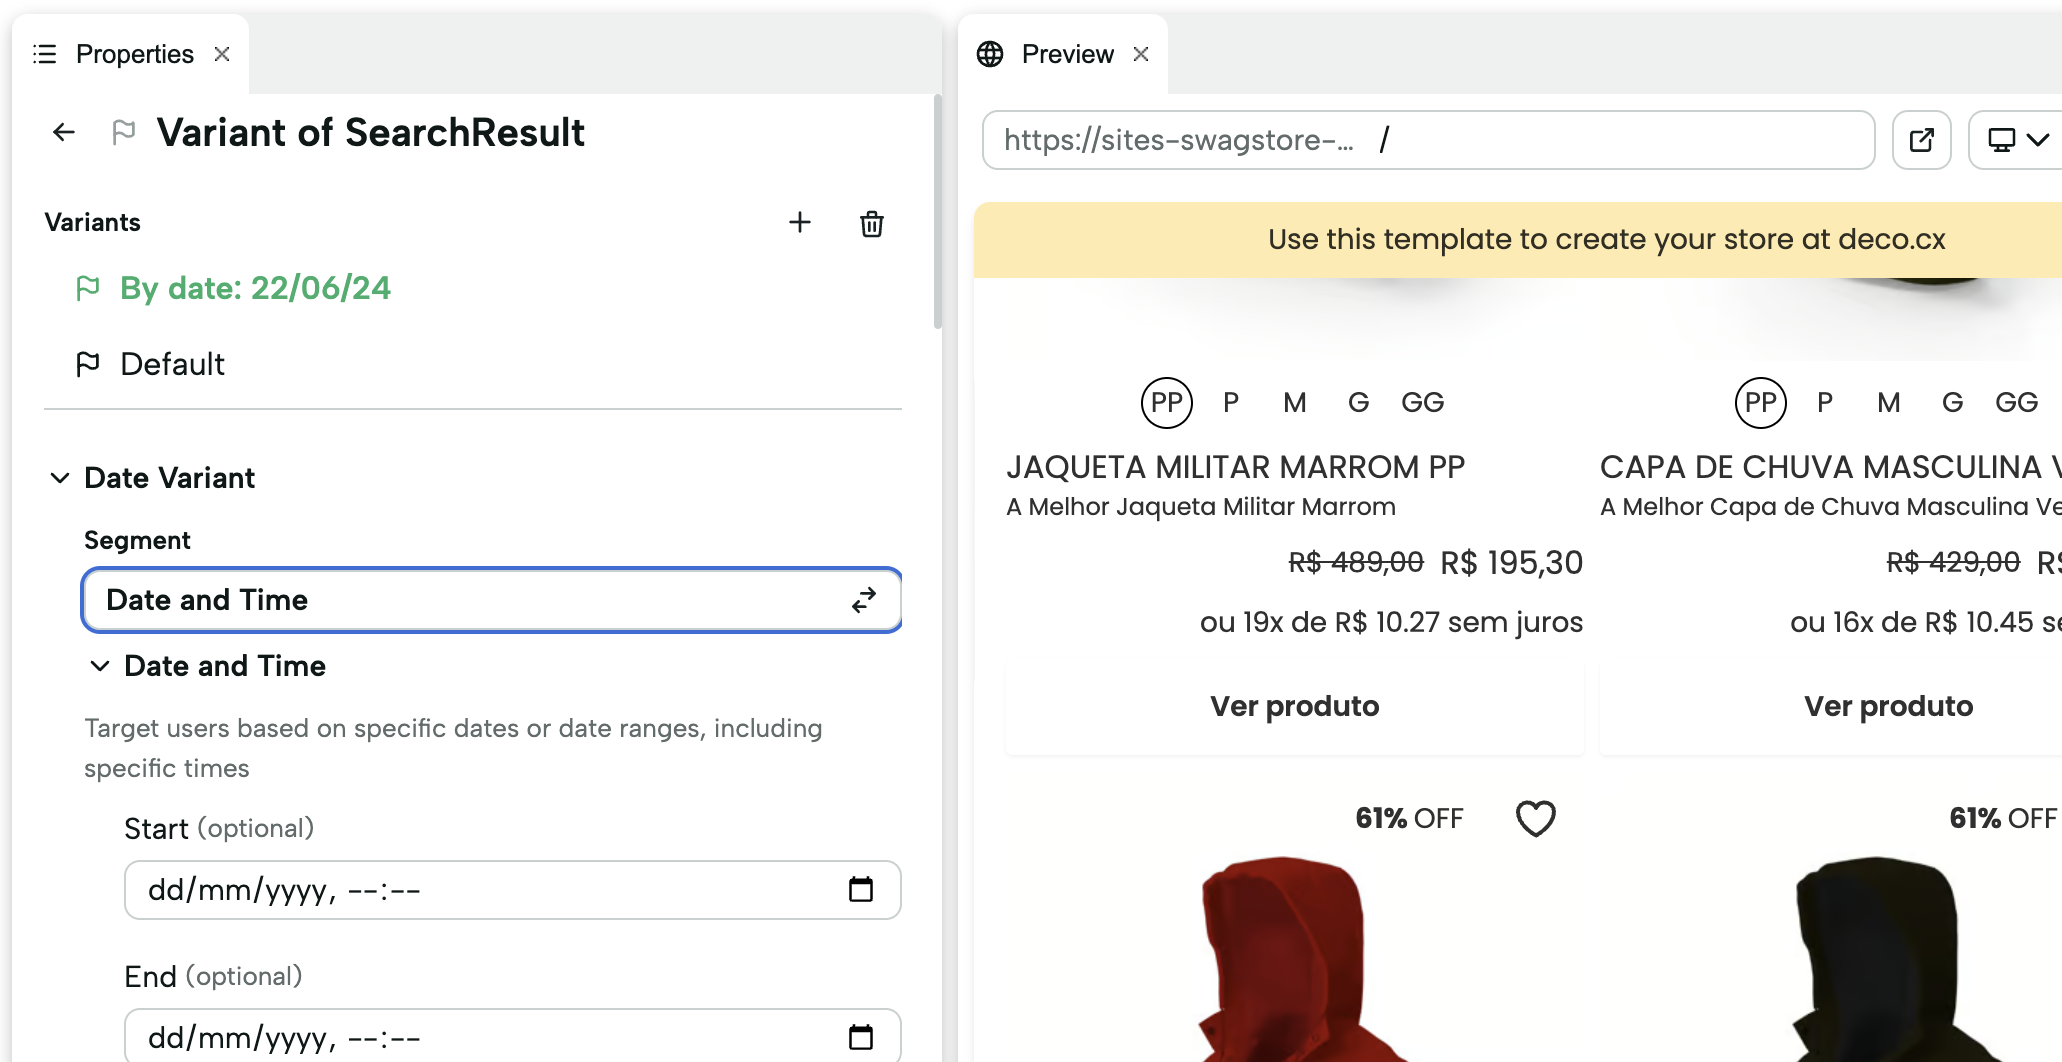 Properties
Variant of SearchResult
Variants
By date: 22/06/24
Default
Date Variant
Segment
Date and Time
Date and Time
Target users based on specific dates or date ranges, including
specific times
Start (optional)
dd/mm/yyyy, --:--
End (optional)
dd/mm/yyyy, --:--
Preview
https://sites-swagstore-... /
Use this template to create your store at deco.cx
PP P M G GG
JAQUETA MILITAR MARROM PP
A Melhor Jaqueta Militar Marrom
R$ 489,00 R$ 195,30
ou 19x de R$ 10.27 sem juros
Ver produto
61% OFF
PP P M G GG
CAPA DE CHUVA MASCULINA V
A Melhor Capa de Chuva Masculina Ve
R$ 429,00 R$
ou 16x de R$ 10.45 se
Ver produto
61% OFF